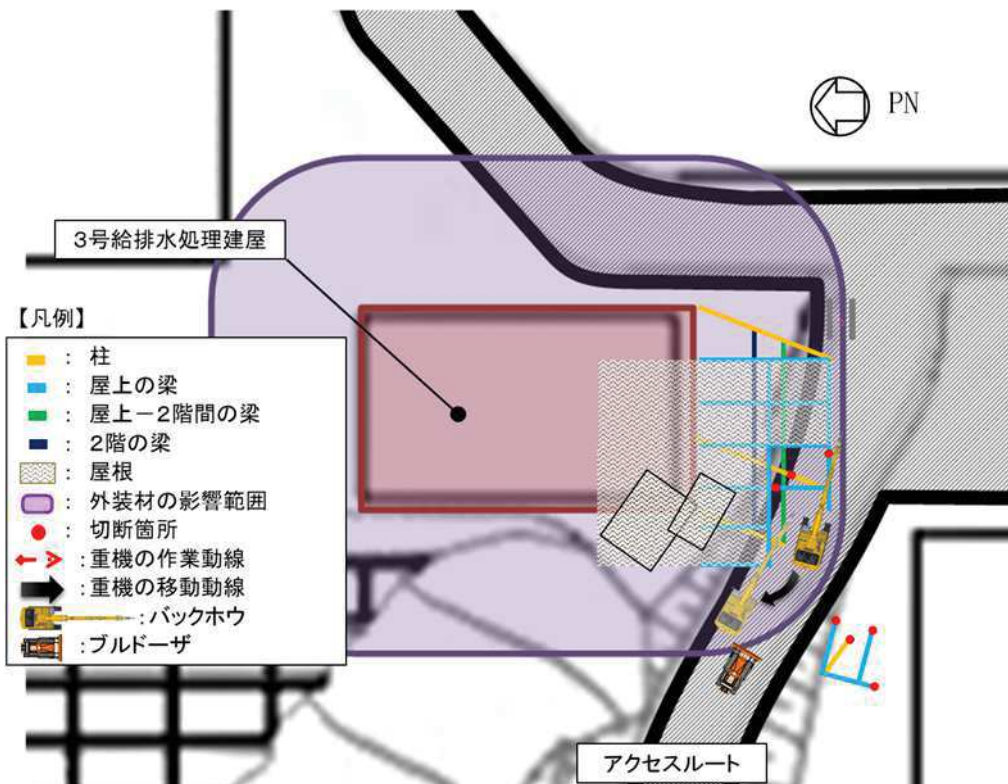 PN
3号給排水処理建屋
【凡例】
: 柱
: 屋上の梁
: 屋上－2階間の梁
: 2階の梁
: 屋根
: 外装材の影響範囲
: 切断箇所
:重機の作業動線
:重機の移動動線
:バックホウ
:ブルドーザ
アクセスルート